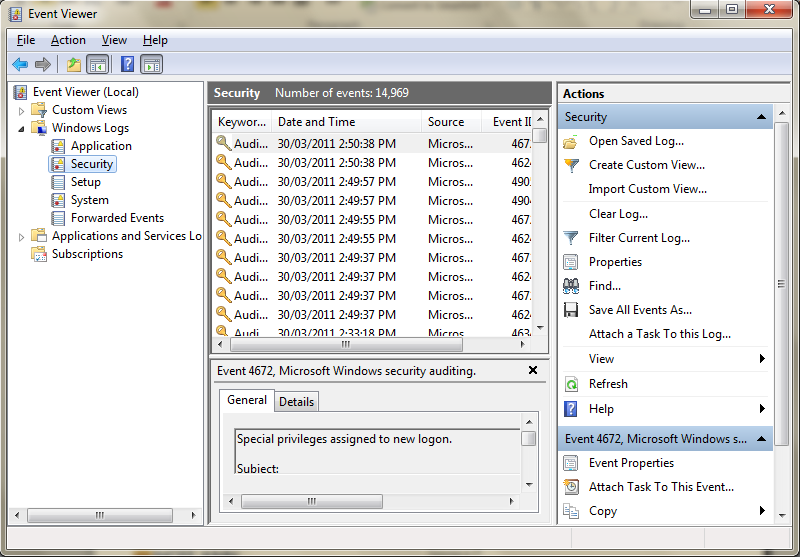 Event Viewer
File Action View Help
Event Viewer (Local)
Custom Views
Windows Logs
Application
Security
Setup
System
Forwarded Events
Applications and Services Lo
Subscriptions
Security Number of events: 14,969
Keywor... Date and Time Source Event ID
Audi... 30/03/2011 2:50:38 PM Micros... 467
Audi... 30/03/2011 2:50:38 PM Micros... 462
Audi... 30/03/2011 2:49:57 PM Micros... 490
Audi... 30/03/2011 2:49:57 PM Micros... 490
Audi... 30/03/2011 2:49:55 PM Micros... 467
Audi... 30/03/2011 2:49:55 PM Micros... 462
Audi... 30/03/2011 2:49:37 PM Micros... 462
Audi... 30/03/2011 2:49:37 PM Micros... 467
Audi... 30/03/2011 2:49:37 PM Micros... 467
Audi... 30/03/2011 2:49:37 PM Micros... 462
Audi... 30/03/2011 2:33:18 PM Micros... 463
Event 4672, Microsoft Windows security auditing.
General Details
Special privileges assigned to new logon.
Subject:
Actions
Security
Open Saved Log...
Create Custom View...
Import Custom View...
Clear Log...
Filter Current Log...
Properties
Find...
Save All Events As...
Attach a Task To this Log...
View
Refresh
Help
Event 4672, Microsoft Windows s...
Event Properties
Attach Task To This Event...
Copy